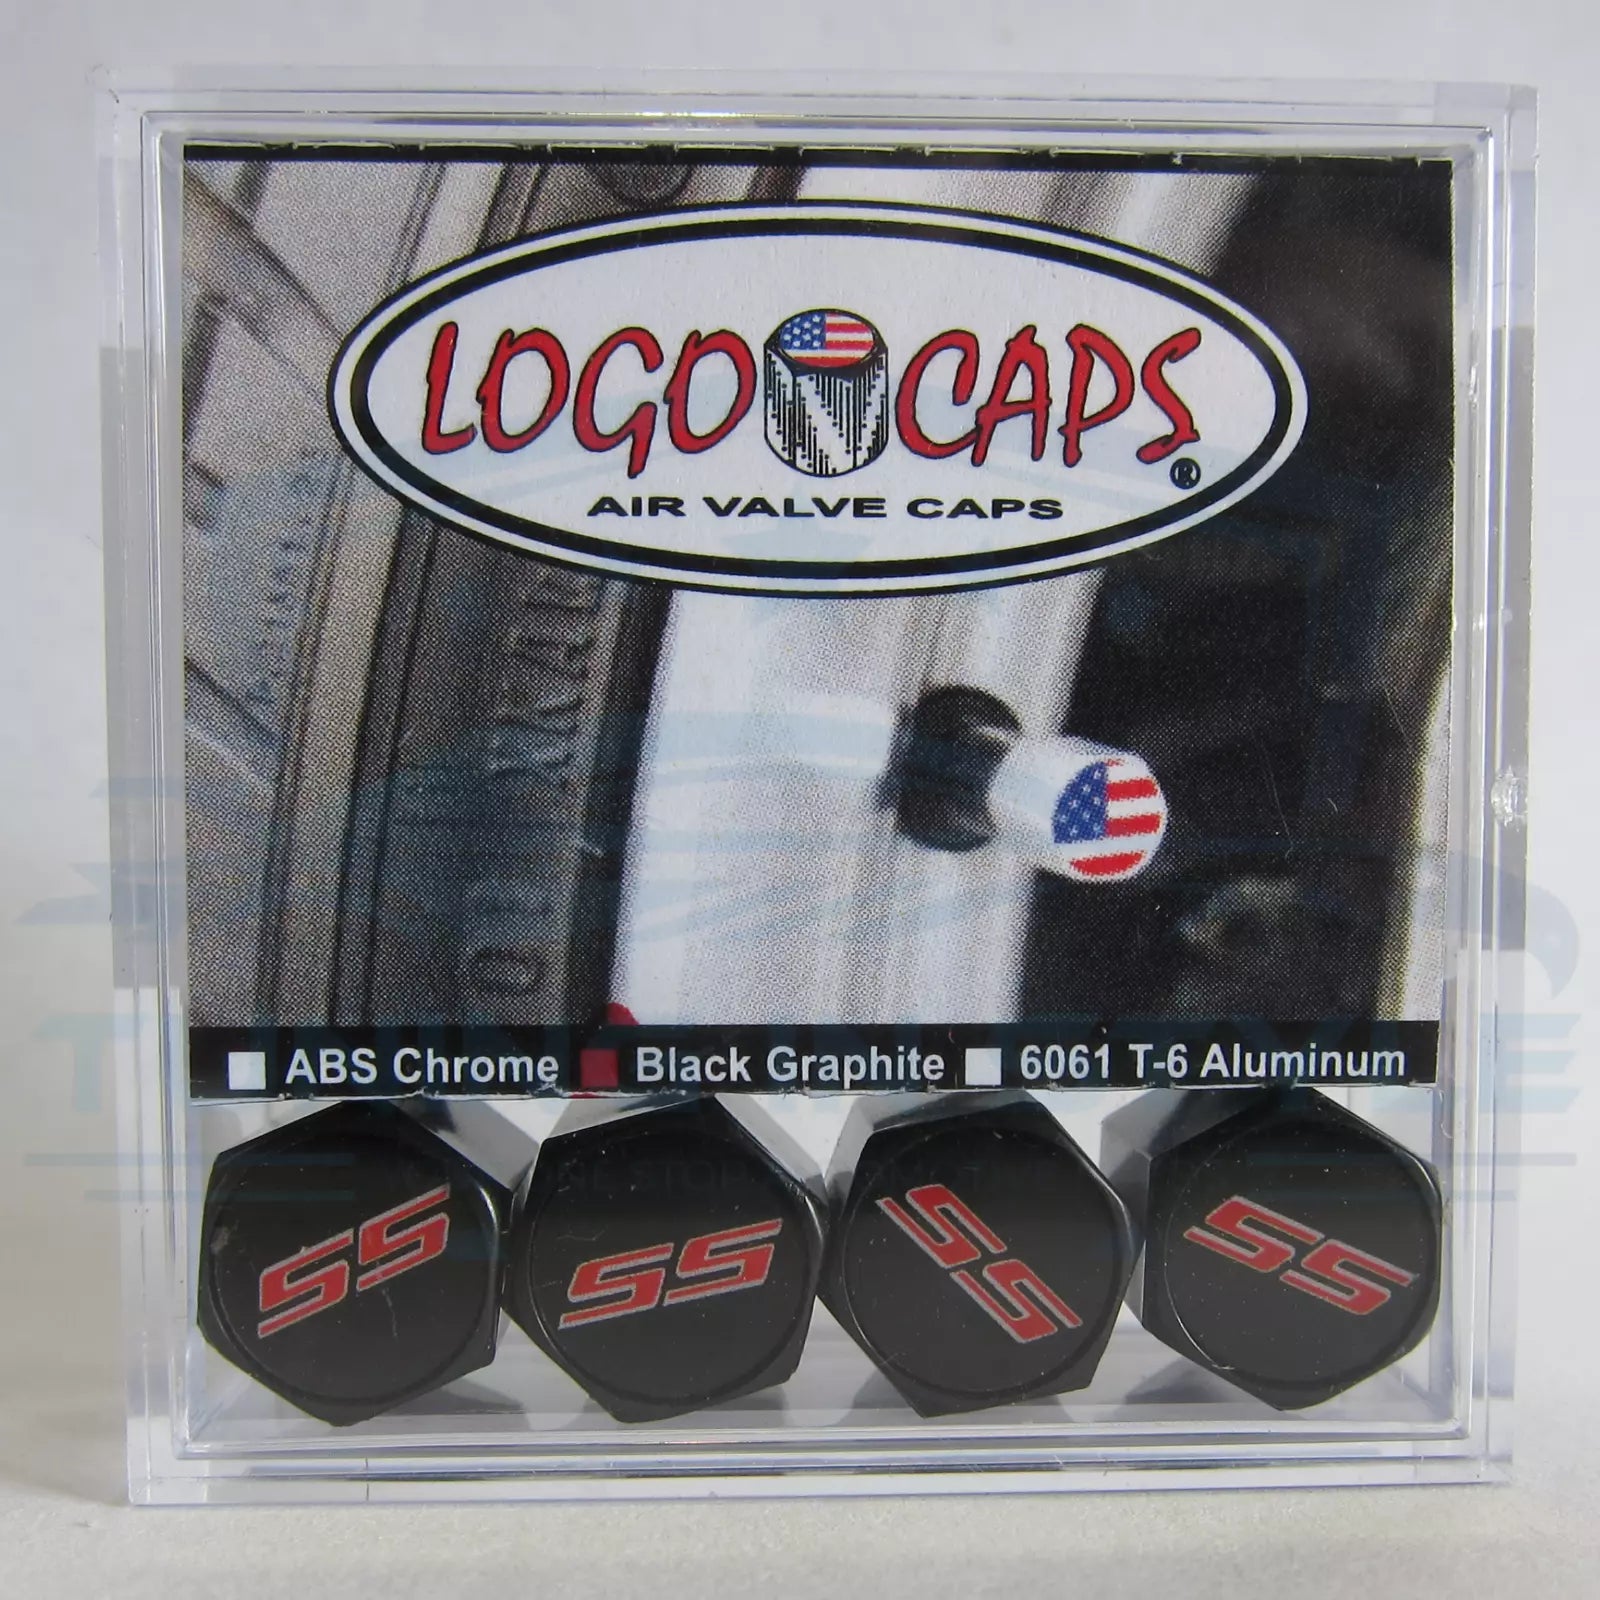 LOGO CAPS
®
AIR VALVE CAPS
ABS Chrome Black Graphite 6061 T-6 Aluminum
SS SS SS SS